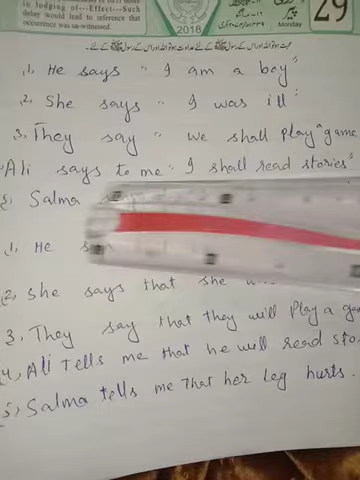 in lodging of---Effect---Such
delay would lead to inference that
occurrence was un-witnessed.
2018
پیر
Monday
29
1. He says " I am a boy"
2. She says " I was ill"
3. They say " we shall play game
Ali says to me " I shall read stories"
5, Salma
1, He
2, She says that she
3. They say that they will play a
4, Ali tells me that he will read
5, Salma tells me that her leg hurts.